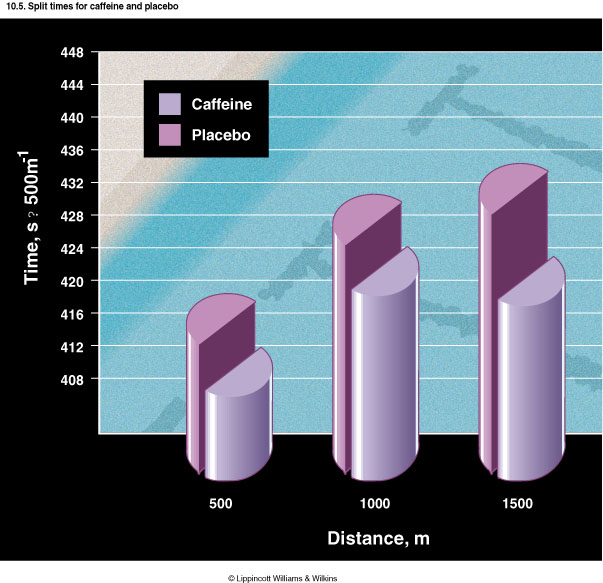 10.5. Split times for caffeine and placebo
448
444
440
436
432
428
424
420
416
412
408
Time, s ? 500m-1
Caffeine
Placebo
500 1000 1500
Distance, m
© Lippincott Williams & Wilkins